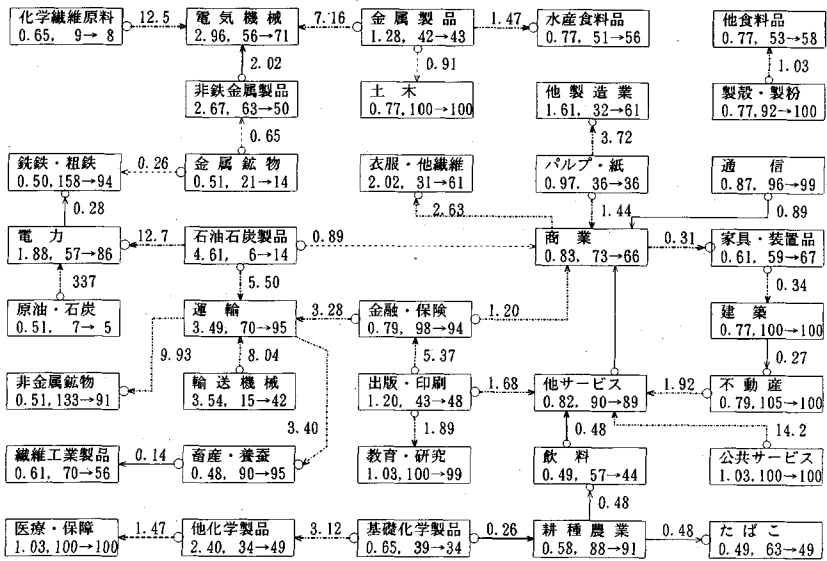 化学繊維原料
0.65, 9→ 8
12.5
電気機械
2.96, 56→71
7.16
金属製品
1.28, 42→43
1.47
水産食料品
0.77, 51→56
他食料品
0.77, 53→58
2.02
0.91
1.03
非鉄金属製品
2.67, 63→50
土木
0.77,100→100
他製造業
1.61, 32→61
製穀・製粉
0.77,92→100
0.65
3.72
銑鉄・粗鉄
0.50,158→94
0.26
金属鉱物
0.51, 21→14
衣服・他繊維
2.02, 31→61
パルプ・紙
0.97, 36→36
通信
0.87, 96→99
0.28
2.63
1.44
0.89
電力
1.88, 57→86
12.7
石油石炭製品
4.61, 6→14
0.89
商業
0.83, 73→66
0.31
家具・装置品
0.61, 59→67
337
5.50
0.34
原油・石炭
0.51, 7→ 5
運輸
3.49, 70→95
3.28
金融・保険
0.79, 98→94
1.20
建築
0.77,100→100
9.93
8.04
5.37
0.27
非金属鉱物
0.51,133→91
輸送機械
3.54, 15→42
出版・印刷
1.20, 43→48
1.68
他サービス
0.82, 90→89
1.92
不動産
0.79,105→100
3.40
1.89
0.48
14.2
繊維工業製品
0.61, 70→56
0.14
畜産・養蚕
0.48, 90→95
教育・研究
1.03,100→99
飲料
0.49, 57→44
公共サービス
1.03,100→100
0.48
医療・保障
1.03,100→100
1.47
他化学製品
2.40, 34→49
3.12
基礎化学製品
0.65, 39→34
0.26
耕種農業
0.58, 88→91
0.48
たばこ
0.49, 63→49